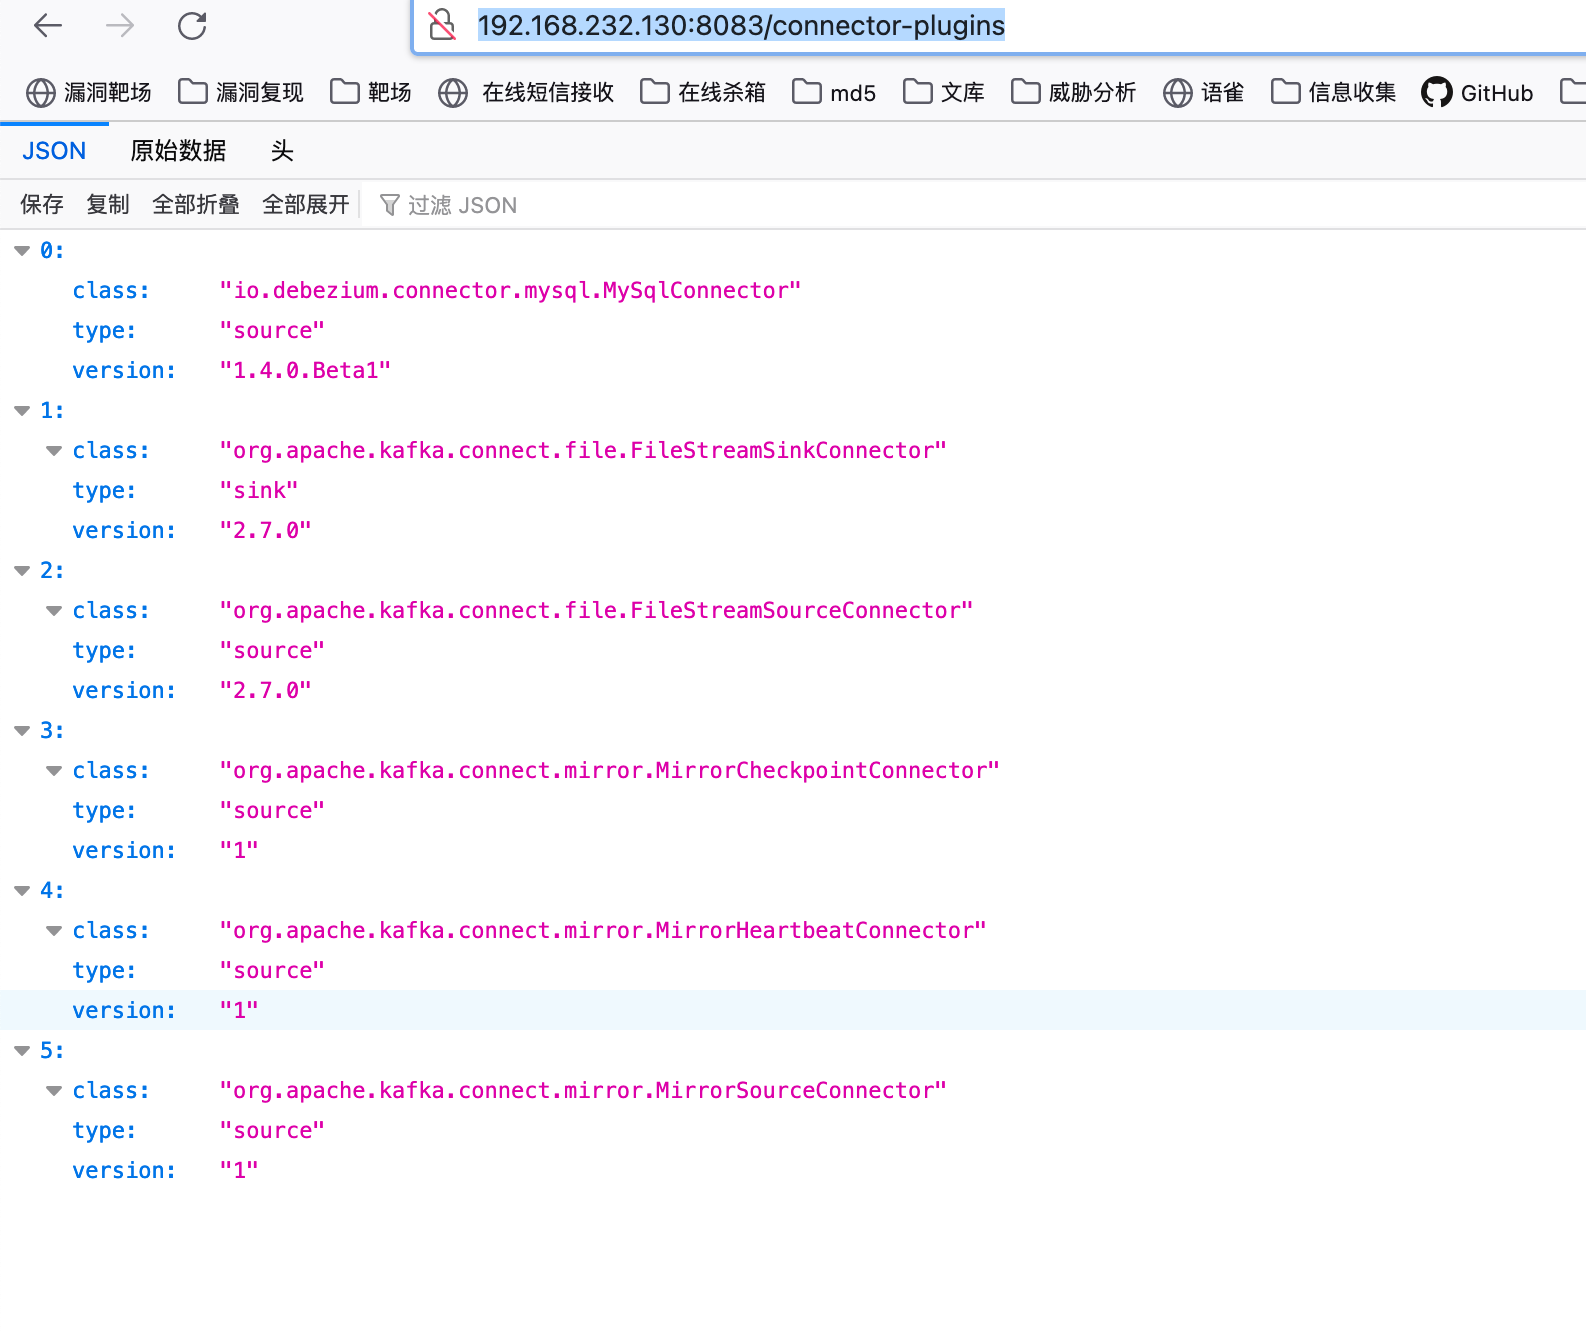 192.168.232.130:8083/connector-plugins
漏洞靶场 漏洞复现 靶场 在线短信接收 在线杀箱 md5 文库 威胁分析 语雀 信息收集 GitHub
JSON 原始数据 头
保存 复制 全部折叠 全部展开 过滤 JSON
0:
class: "io.debezium.connector.mysql.MySqlConnector"
type: "source"
version: "1.4.0.Beta1"
1:
class: "org.apache.kafka.connect.file.FileStreamSinkConnector"
type: "sink"
version: "2.7.0"
2:
class: "org.apache.kafka.connect.file.FileStreamSourceConnector"
type: "source"
version: "2.7.0"
3:
class: "org.apache.kafka.connect.mirror.MirrorCheckpointConnector"
type: "source"
version: "1"
4:
class: "org.apache.kafka.connect.mirror.MirrorHeartbeatConnector"
type: "source"
version: "1"
5:
class: "org.apache.kafka.connect.mirror.MirrorSourceConnector"
type: "source"
version: "1"